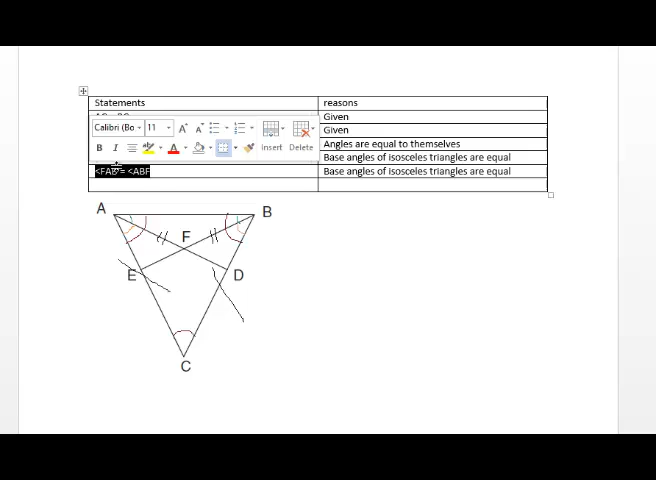 Statements reasons
Given
Calibri (Bo 11 A A Given
Angles are equal to themselves
B I A Insert Delete
Base angles of isosceles triangles are equal
<FAB = <ABF Base angles of isosceles triangles are equal
A B
F
E D
C